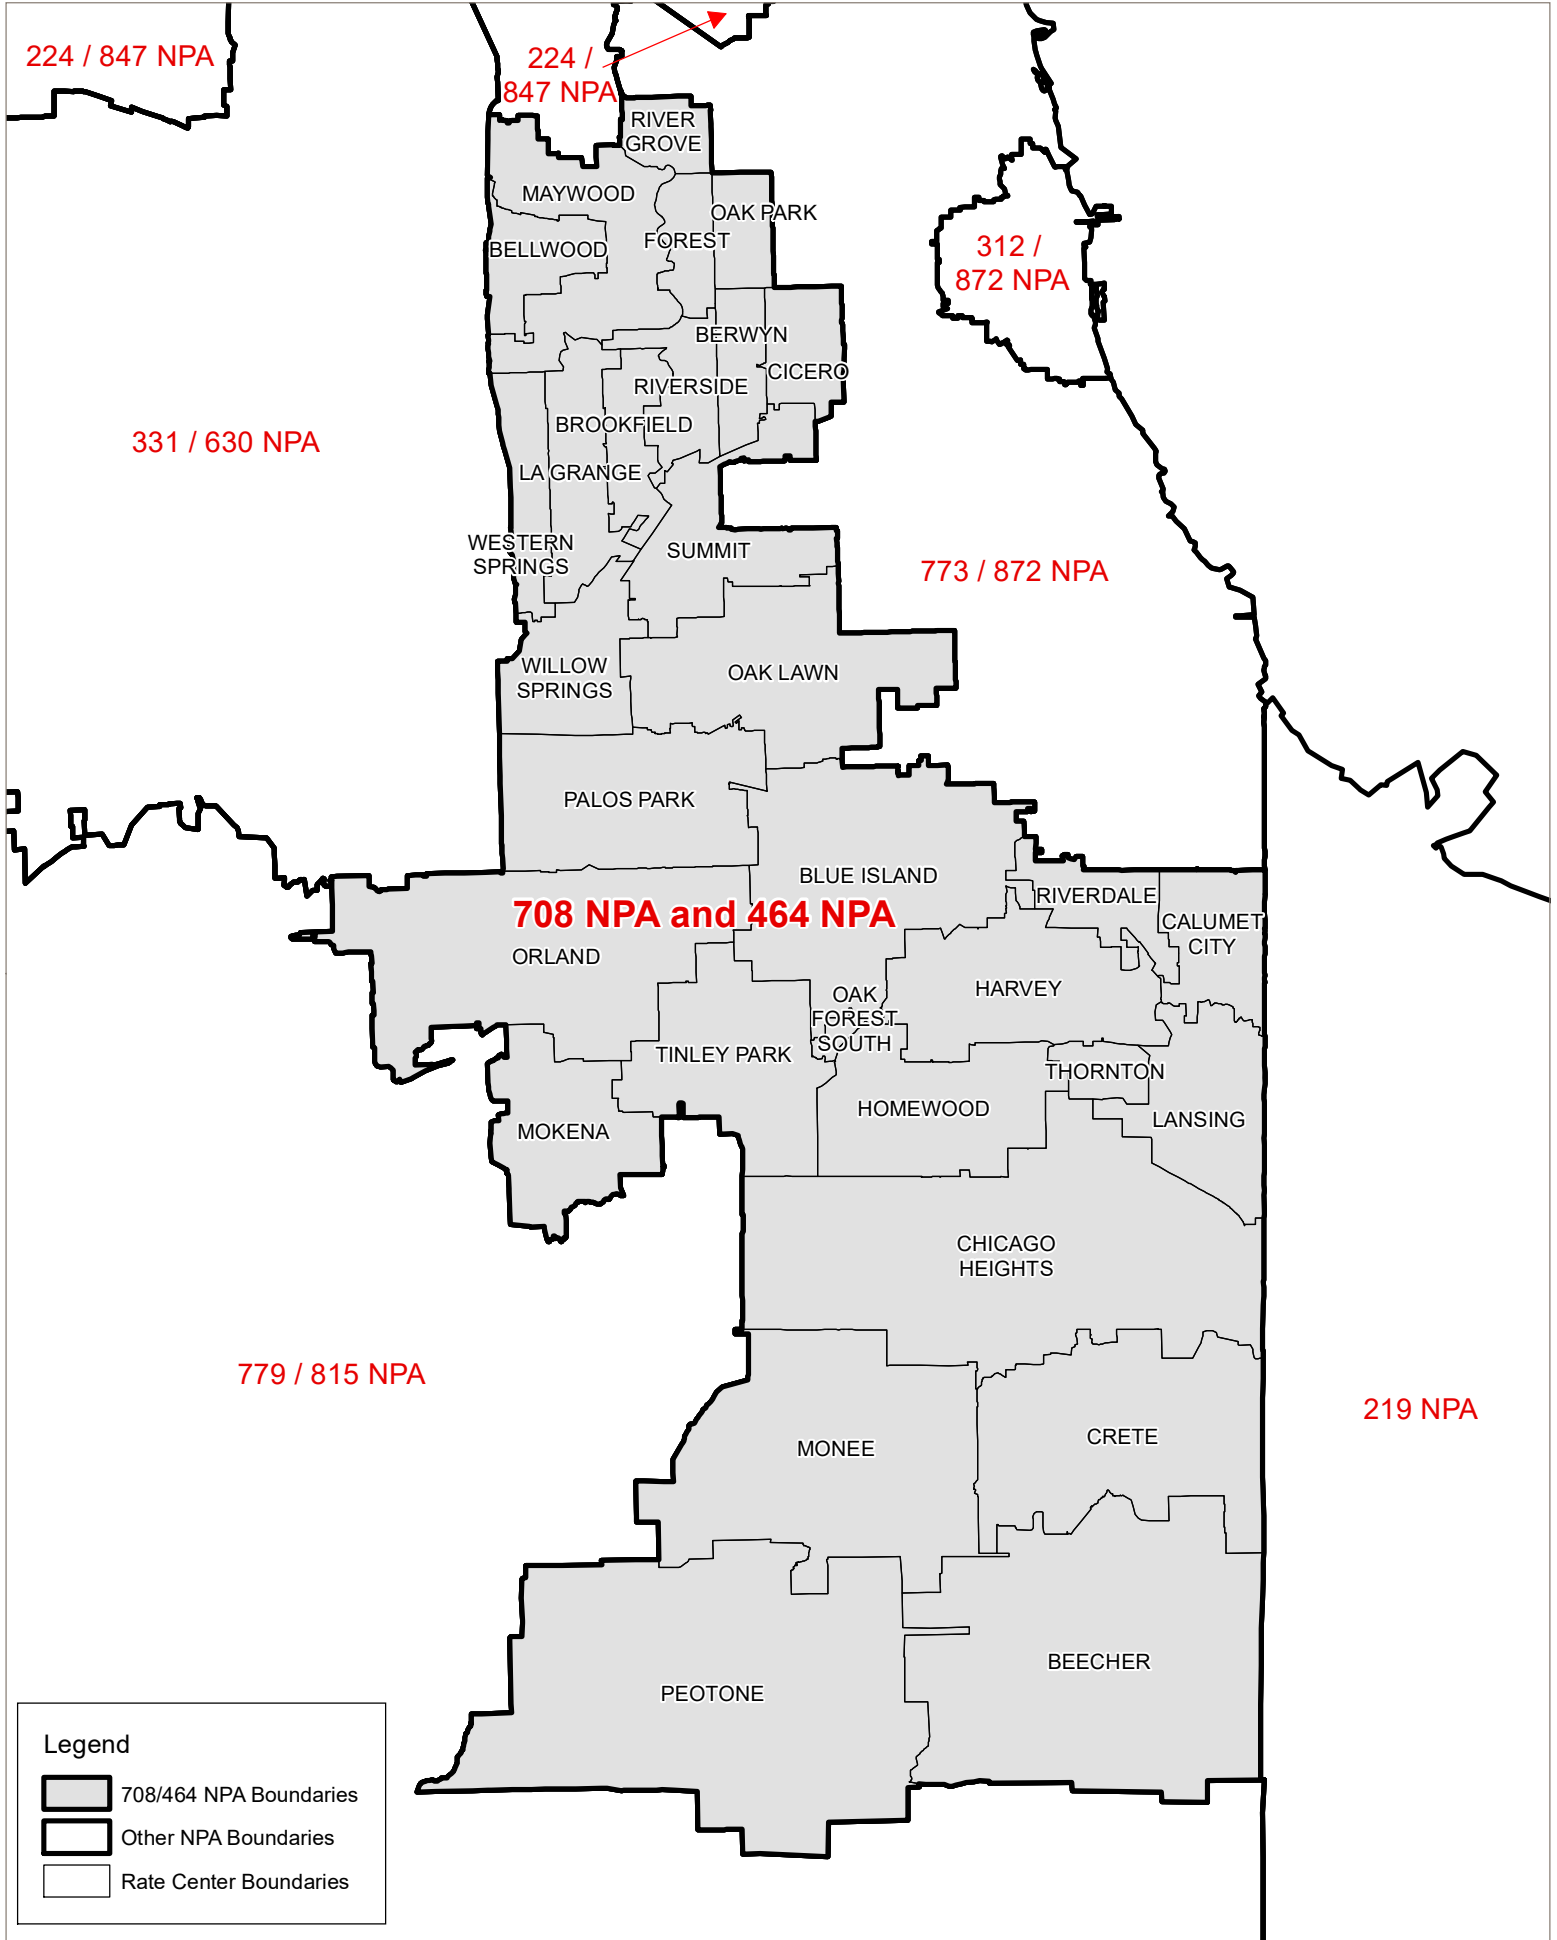 224 / 847 NPA
224 /
847 NPA
RIVER
GROVE
MAYWOOD
OAK PARK
FOREST
BELLWOOD
312 /
872 NPA
BERWYN
CICERO
RIVERSIDE
BROOKFIELD
331 / 630 NPA
LA GRANGE
WESTERN
SPRINGS
SUMMIT
773 / 872 NPA
WILLOW
SPRINGS
OAK LAWN
PALOS PARK
BLUE ISLAND
RIVERDALE
708 NPA and 464 NPA
CALUMET
CITY
ORLAND
HARVEY
OAK
FOREST
SOUTH
TINLEY PARK
THORNTON
HOMEWOOD
LANSING
MOKENA
CHICAGO
HEIGHTS
779 / 815 NPA
219 NPA
CRETE
MONEE
BEECHER
PEOTONE
Legend
708/464 NPA Boundaries
Other NPA Boundaries
Rate Center Boundaries